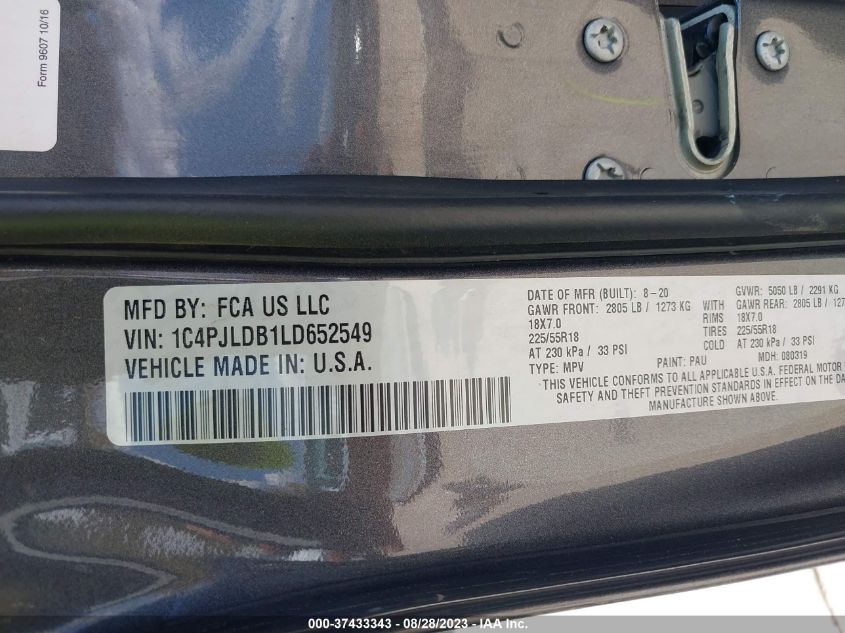 Form 9607 10/16
MFD BY: FCA US LLC
VIN: 1C4PJLDB1LD652549
VEHICLE MADE IN: U.S.A.
DATE OF MFR (BUILT): 8-20
GVWR: 5050 LB / 2291 KG
GAWR FRONT: 2805 LB / 1273 KG WITH GAWR REAR: 2805 LB / 127
18X7.0 RIMS 18X7.0
225/55R18 TIRES 225/55R18
AT 230 kPa / 33 PSI COLD AT 230 kPa / 33 PSI
TYPE: MPV PAINT: PAU MDH: 080319
THIS VEHICLE CONFORMS TO ALL APPLICABLE U.S.A. FEDERAL MOTOR
SAFETY AND THEFT PREVENTION STANDARDS IN EFFECT ON THE DA
MANUFACTURE SHOWN ABOVE.
000-37433343 - 08/28/2023 - ©IAA Inc.